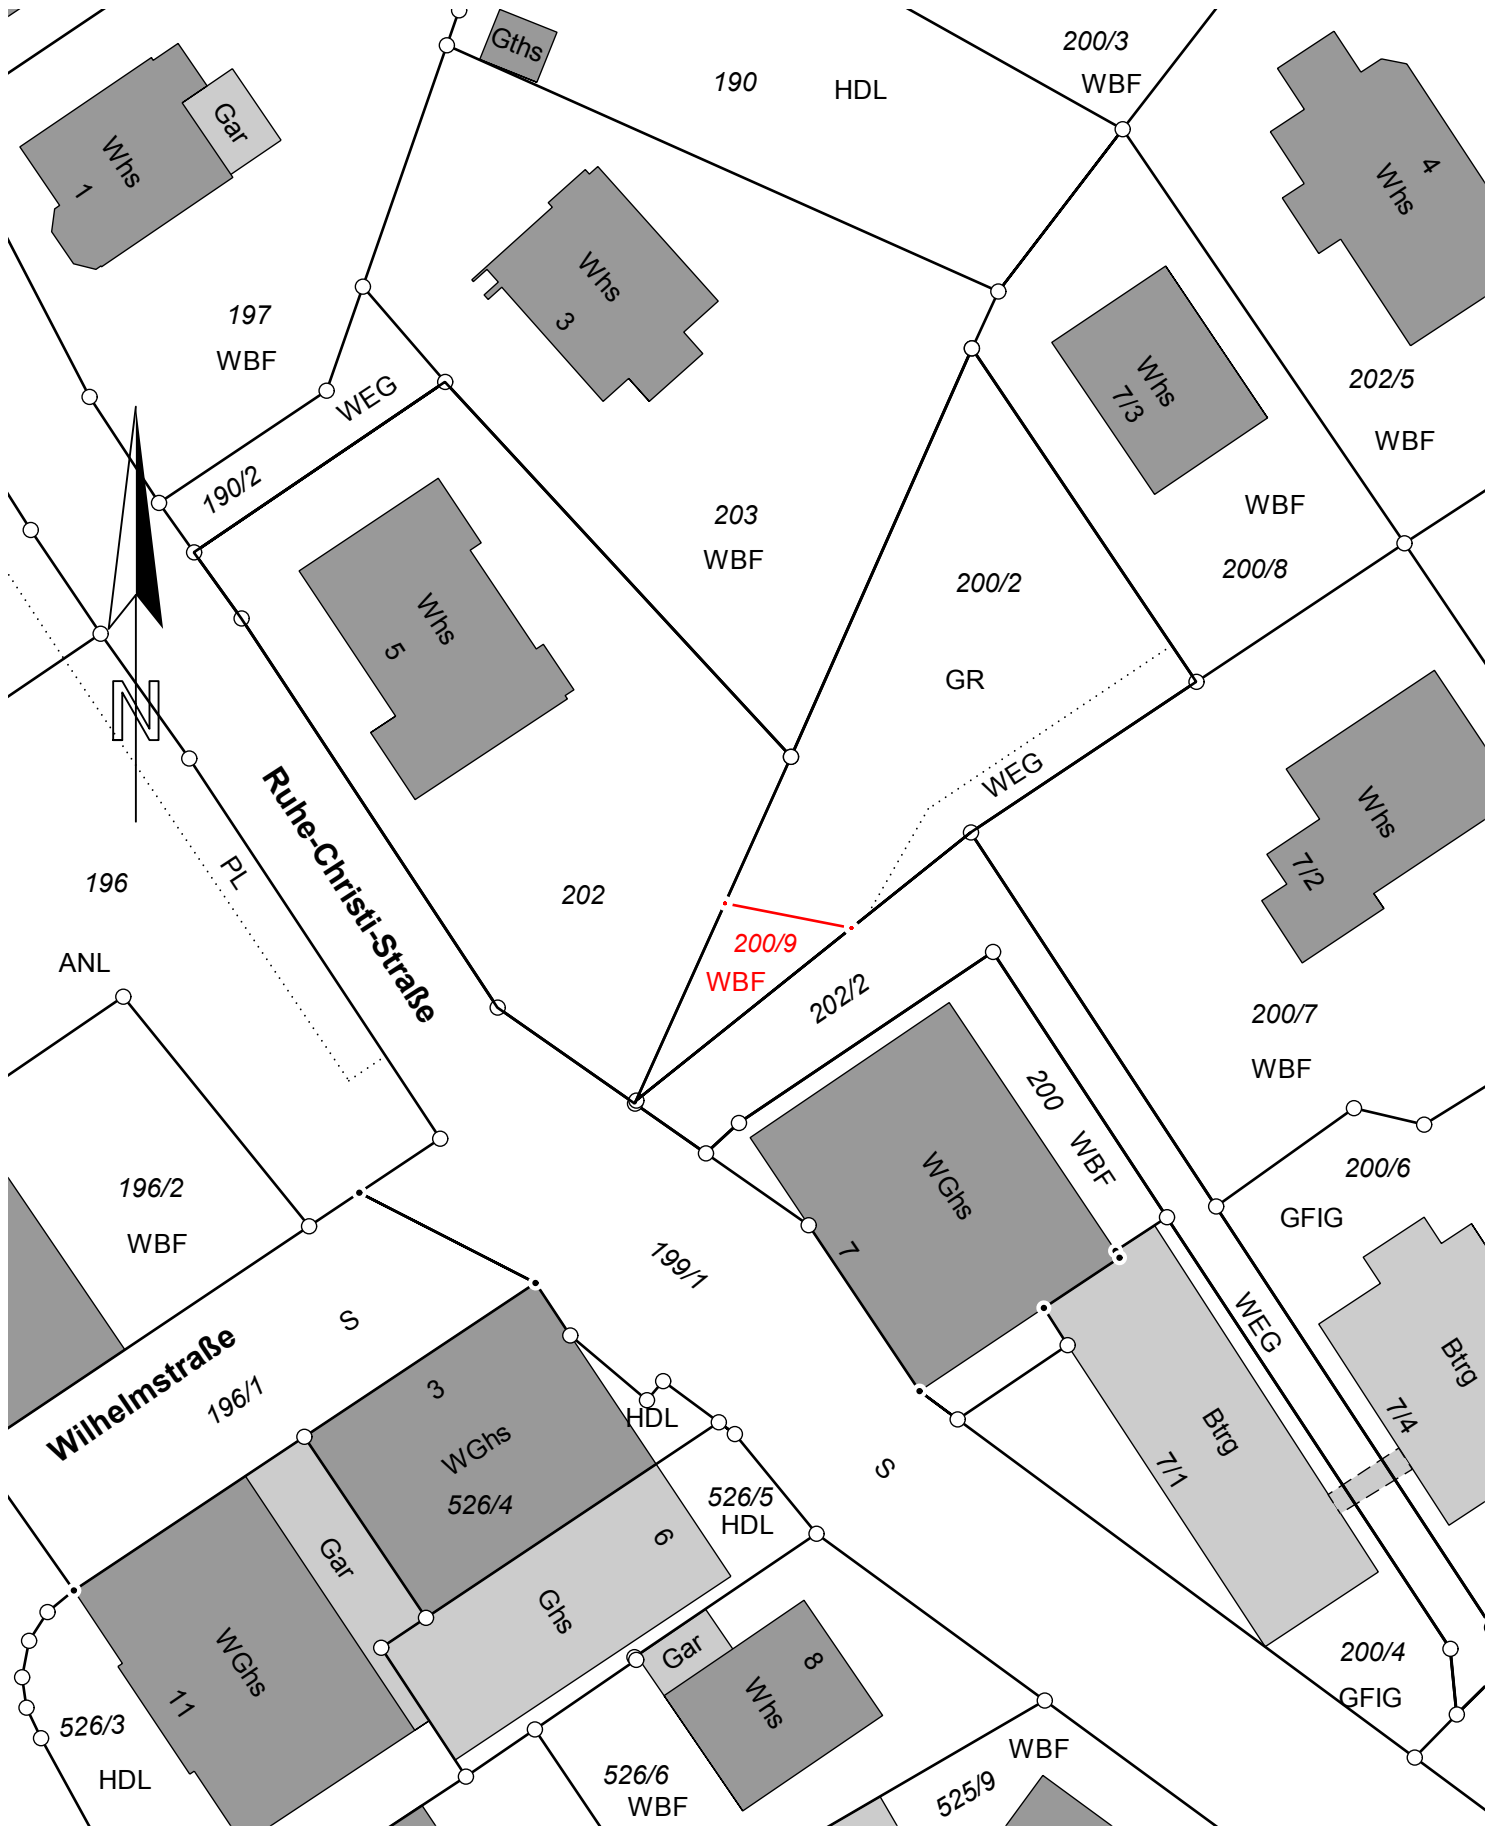 Gths
200/3
WBF
190
HDL
Gar
Whs
1
4
Whs
Whs
3
197
WBF
WEG
190/2
Whs
7/3
202/5
WBF
WBF
203
WBF
200/8
200/2
GR
Whs
5
N
WEG
Ruhe-Christi-Straße
PL
196
ANL
202
200/9
WBF
202/2
Whs
7/2
200/7
WBF
200
WBF
200/6
GFIG
196/2
WBF
WGhs
7
199/1
S
Wilhelmstraße
196/1
WEG
3
WGhs
526/4
HDL
Btrg
7/4
Btrg
7/1
S
526/5
HDL
6
Gar
Ghs
WGhs
11
Gar
8
Whs
200/4
GFIG
526/3
HDL
526/6
WBF
WBF
525/9